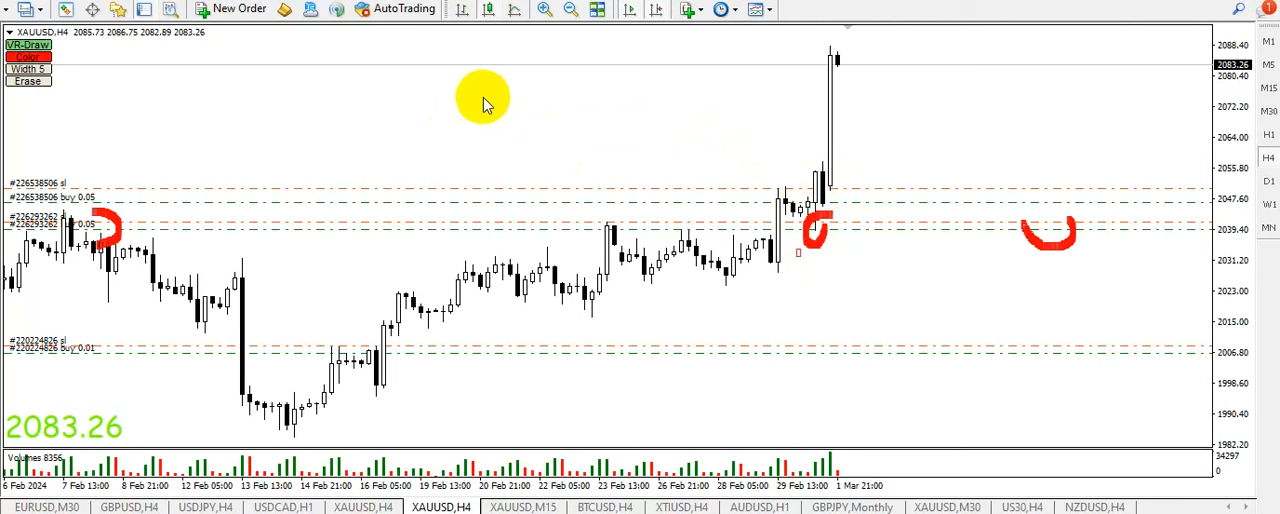 New Order AutoTrading 1
XAUUSD,H4 2085.73 2086.75 2082.89 2083.26
VR-Draw
Color
Width 5
Erase
2088.40
2083.26
2080.40
2072.20
2064.00
2055.80
2047.60
2039.40
2031.20
2023.00
2015.00
2006.80
1998.60
1990.40
1982.20
M1
M5
M15
M30
H1
H4
D1
W1
MN
#226538506 sl
#226538506 buy 0.05
#226293262 sl
#226293262 buy 0.05
#220224826 sl
#220224826 buy 0.01
2083.26
Volumes 8356
34297
0
6 Feb 2024 7 Feb 13:00 8 Feb 21:00 12 Feb 05:00 13 Feb 13:00 14 Feb 21:00 16 Feb 05:00 19 Feb 13:00 20 Feb 21:00 22 Feb 05:00 23 Feb 13:00 26 Feb 21:00 28 Feb 05:00 29 Feb 13:00 1 Mar 21:00
EURUSD,M30 GBPUSD,H4 USDJPY,H4 USDCAD,H1 XAUUSD,H4 XAUUSD,H4 XAUUSD,M15 BTCUSD,H4 XTIUSD,H4 AUDUSD,H1 GBPJPY,Monthly XAUUSD,M30 US30,H4 NZDUSD,H4